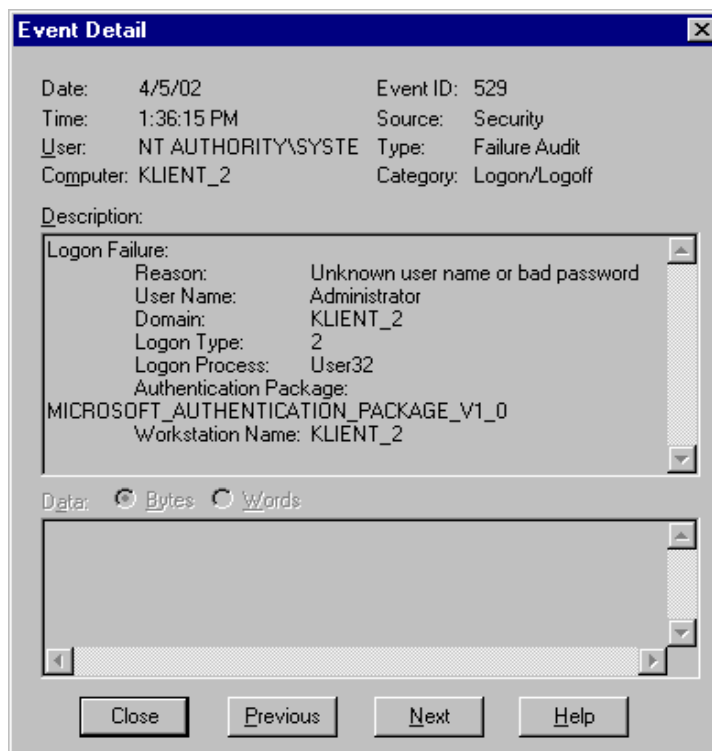 Event Detail
Date: 4/5/02 Event ID: 529
Time: 1:36:15 PM Source: Security
User: NT AUTHORITY\SYSTE Type: Failure Audit
Computer: KLIENT_2 Category: Logon/Logoff
Description:
Logon Failure:
Reason: Unknown user name or bad password
User Name: Administrator
Domain: KLIENT_2
Logon Type: 2
Logon Process: User32
Authentication Package:
MICROSOFT_AUTHENTICATION_PACKAGE_V1_0
Workstation Name: KLIENT_2
Data: Bytes Words
Close Previous Next Help